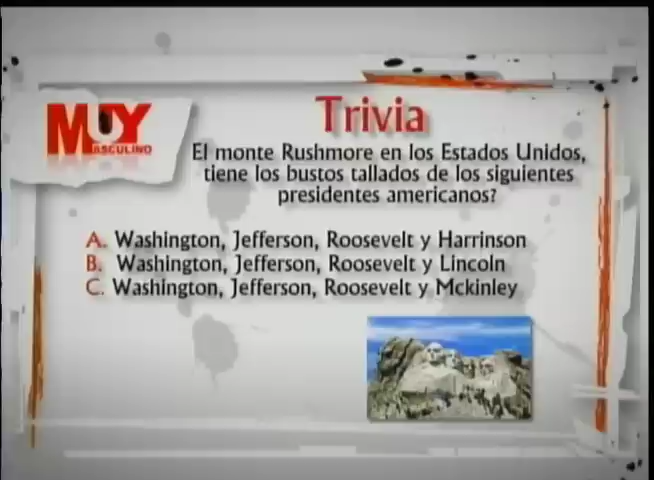 MUY
MASCULINO
Trivia
El monte Rushmore en los Estados Unidos,
tiene los bustos tallados de los siguientes
presidentes americanos?
A. Washington, Jefferson, Roosevelt y Harrinson
B. Washington, Jefferson, Roosevelt y Lincoln
C. Washington, Jefferson, Roosevelt y Mckinley